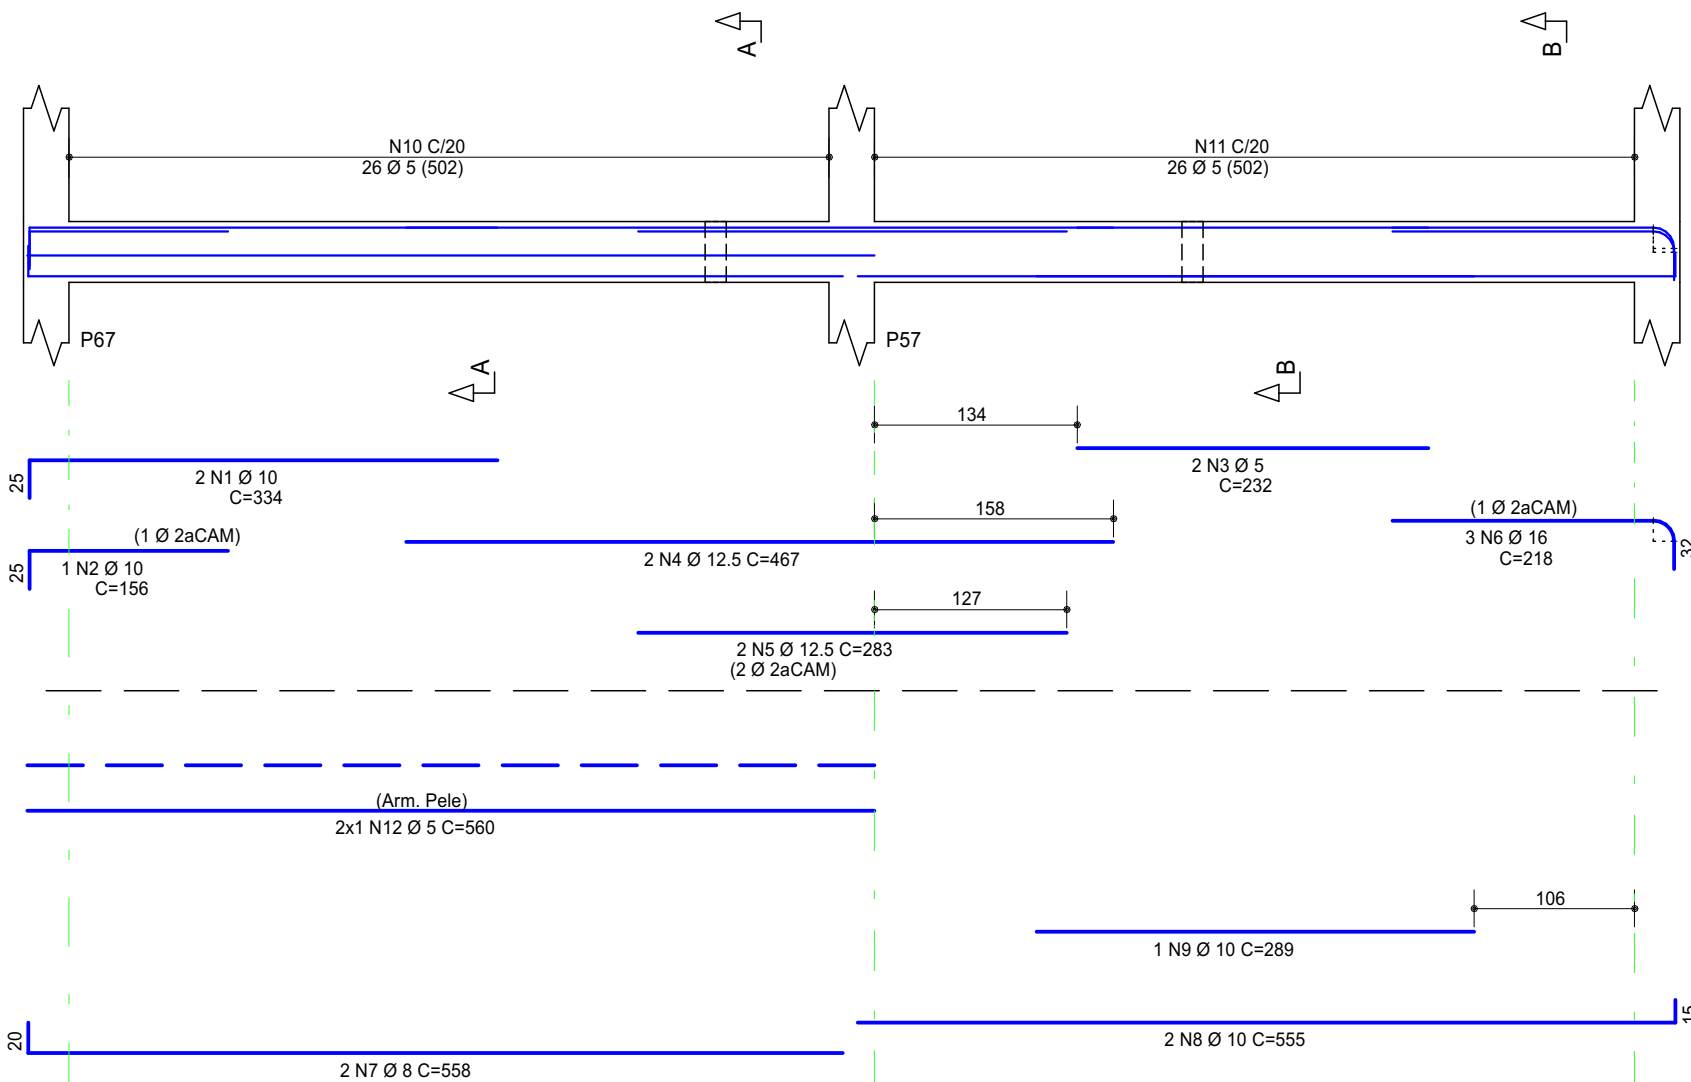 A
B
N10 C/20
26 Ø 5 (502)
N11 C/20
26 Ø 5 (502)
P67
P57
A
B
134
25
2 N1 Ø 10
C=334
2 N3 Ø 5
C=232
158
(1 Ø 2aCAM)
(1 Ø 2aCAM)
25
1 N2 Ø 10
C=156
2 N4 Ø 12.5 C=467
3 N6 Ø 16
C=218
32
127
2 N5 Ø 12.5 C=283
(2 Ø 2aCAM)
(Arm. Pele)
2x1 N12 Ø 5 C=560
106
1 N9 Ø 10 C=289
20
15
2 N8 Ø 10 C=555
2 N7 Ø 8 C=558